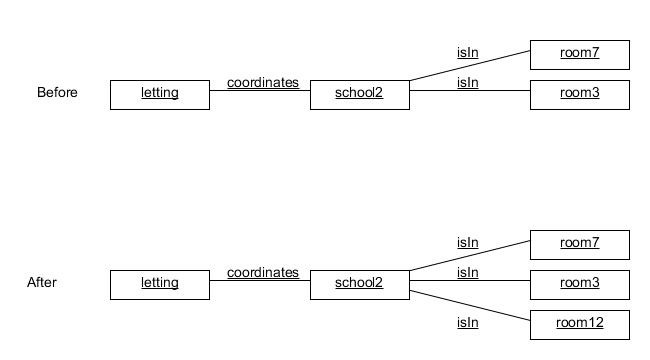 isIn
room7
Before
letting
coordinates
school2
isIn
room3
isIn
room7
After
letting
coordinates
school2
isIn
room3
isIn
room12